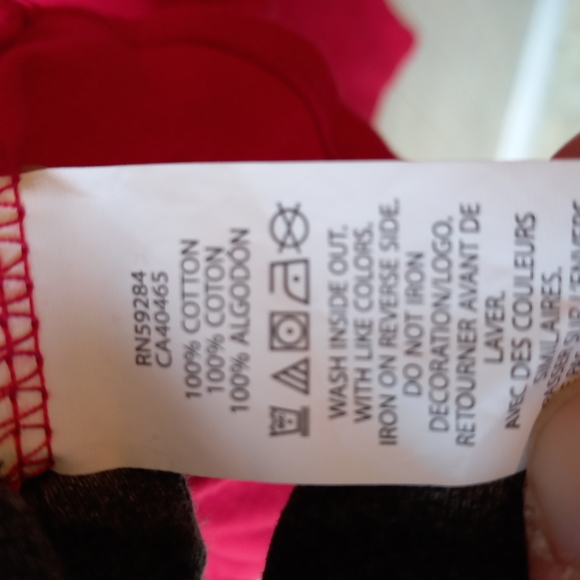 RN59284
CA40465
100% COTTON
100% COTON
100% ALGODÓN
WASH INSIDE OUT.
WITH LIKE COLORS.
IRON ON REVERSE SIDE.
DO NOT IRON
DECORATION/LOGO.
RETOURNER AVANT DE
LAVER.
AVEC DES COULEURS
SIMILAIRES.